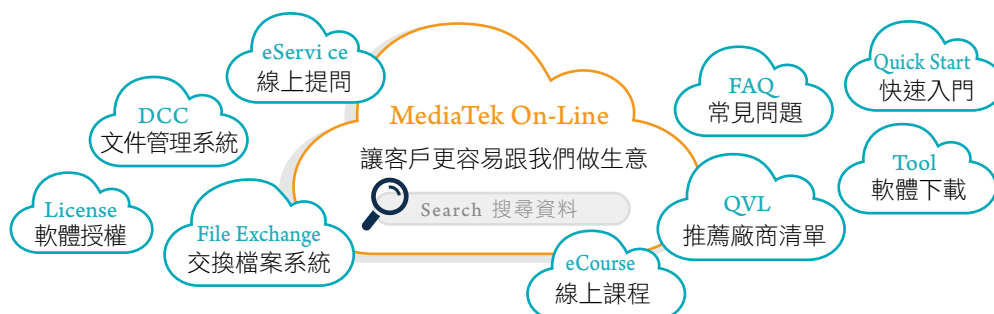 eServi ce
線上提問
DCC
文件管理系統
License
軟體授權
File Exchange
交換檔案系統
MediaTek On-Line
讓客戶更容易跟我們做生意
Search 搜尋資料
eCourse
線上課程
FAQ
常見問題
Quick Start
快速入門
QVL
推薦廠商清單
Tool
軟體下載